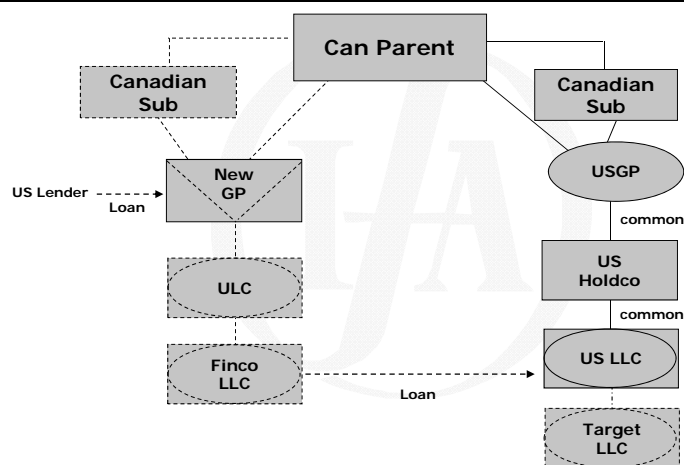 Can Parent
Canadian
Sub
Canadian
Sub
New
GP
USGP
US Lender
Loan
common
ULC
US
Holdco
common
Finco
LLC
US LLC
Loan
Target
LLC
IFA